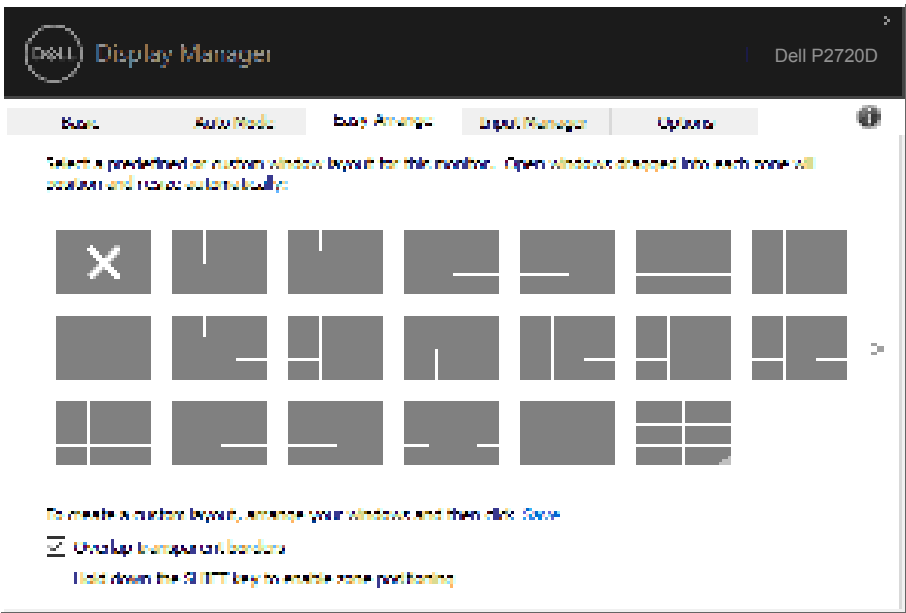 DELL Display Manager
Dell P2720D
Basic Auto Mode Easy Arrange Input Manager Options
Select a predefined or custom window layout for this monitor. Open windows dragged into each zone will
position and resize automatically:
To create a custom layout, arrange your windows and then click Save
Overlap transparent borders
Hold down the SHIFT key to enable zone positioning